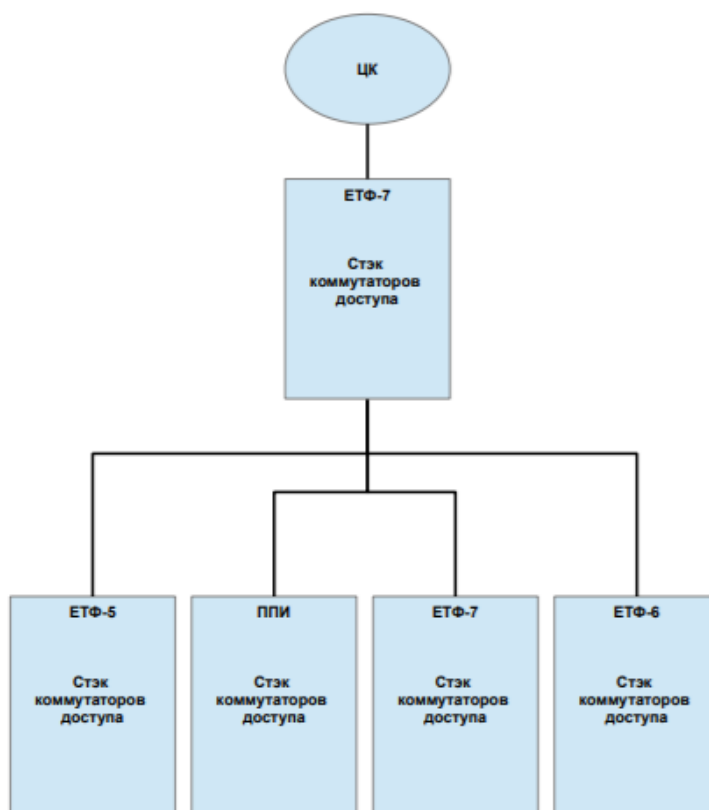 ЦК
ЕТФ-7
Стэк
коммутаторов
доступа
ЕТФ-5
Стэк
коммутаторов
доступа
ППИ
Стэк
коммутаторов
доступа
ЕТФ-7
Стэк
коммутаторов
доступа
ЕТФ-6
Стэк
коммутаторов
доступа